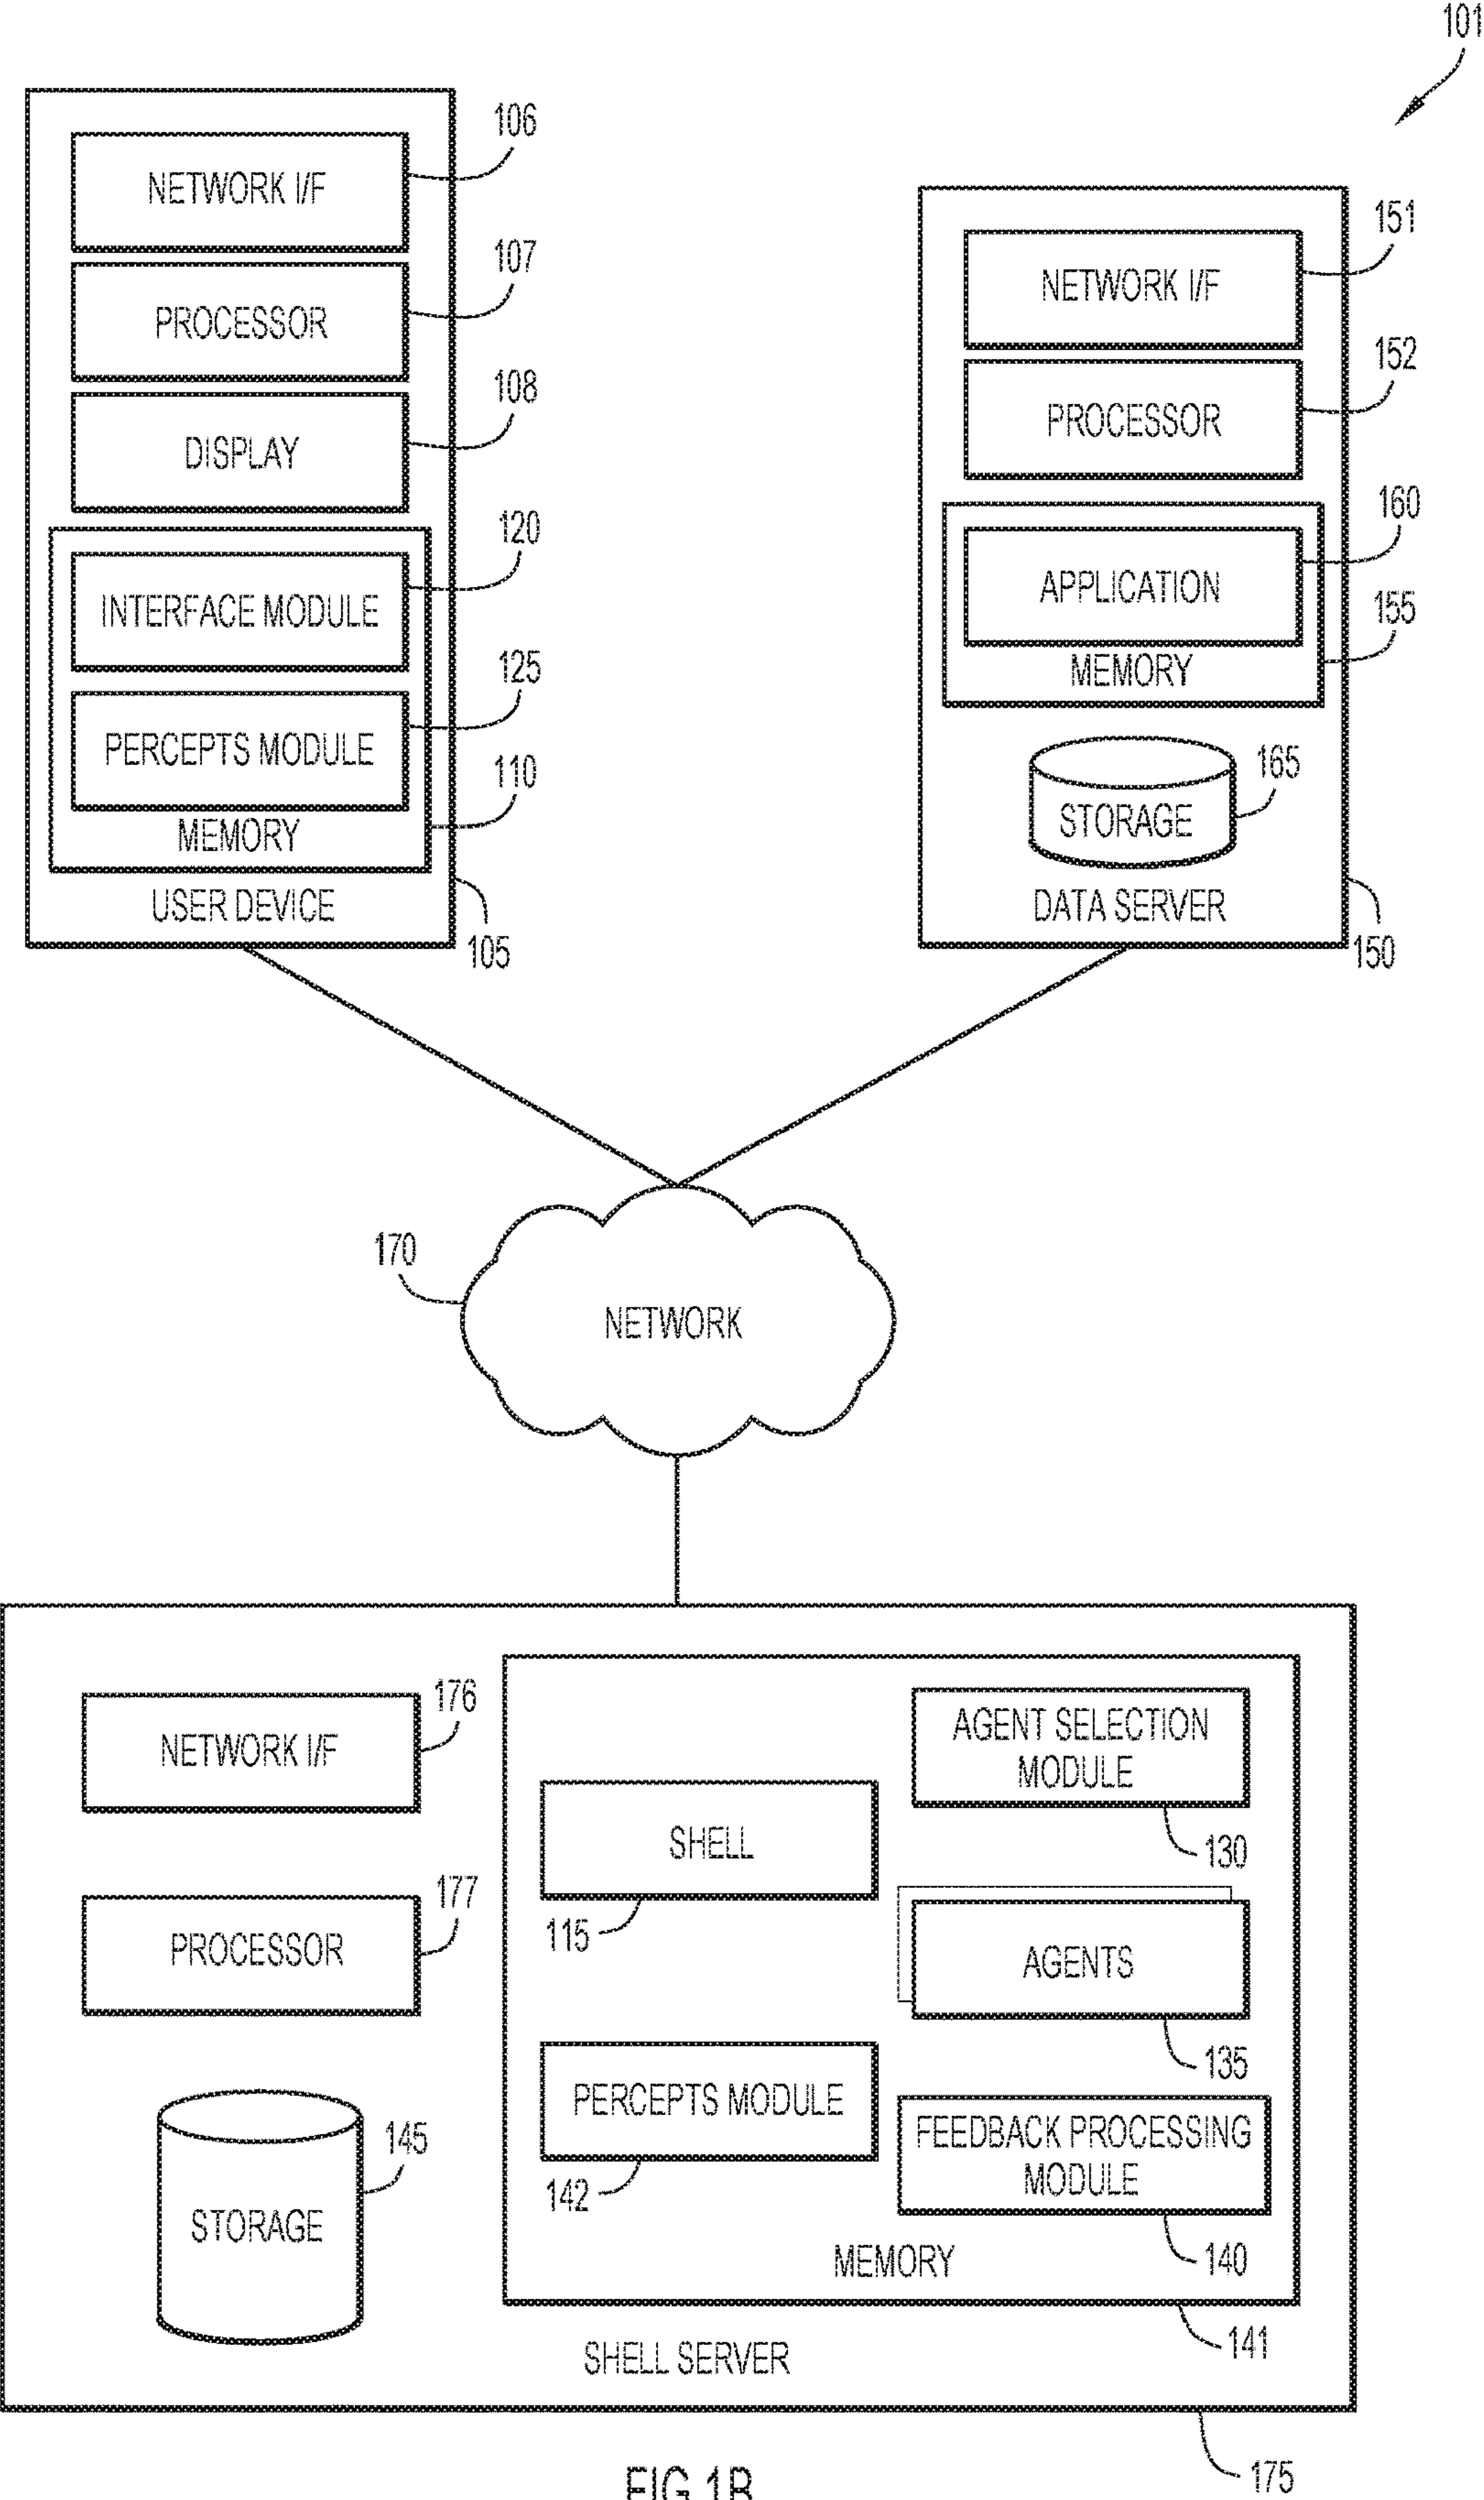 101
106
NETWORK I/F
107
PROCESSOR
108
DISPLAY
120
INTERFACE MODULE
125
PERCEPTS MODULE
110
MEMORY
USER DEVICE
105
151
NETWORK I/F
152
PROCESSOR
160
APPLICATION
155
MEMORY
165
STORAGE
DATA SERVER
150
170
NETWORK
176
NETWORK I/F
177
PROCESSOR
145
STORAGE
SHELL
115
PERCEPTS MODULE
142
AGENT SELECTION
MODULE
130
AGENTS
135
FEEDBACK PROCESSING
MODULE
140
MEMORY
141
SHELL SERVER
175
FIG.1B